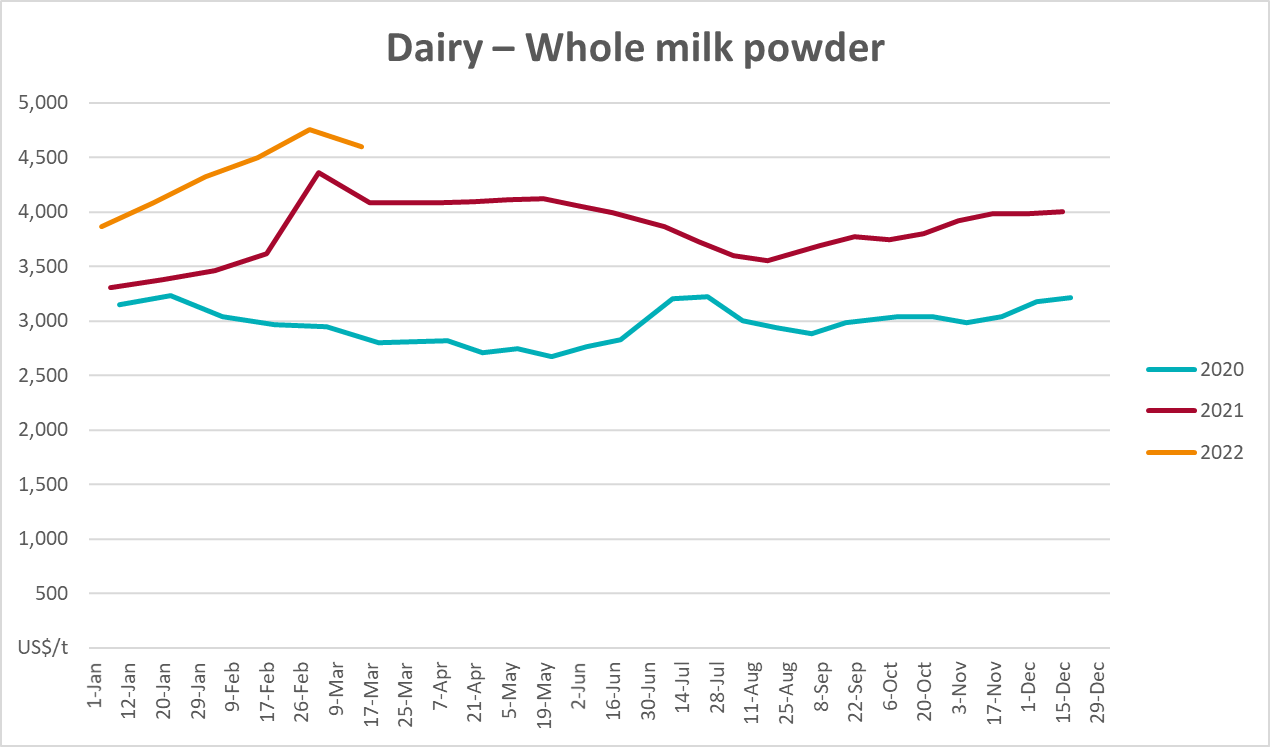 Dairy – Whole milk powder
5,000
4,500
4,000
3,500
3,000
2,500
2,000
1,500
1,000
500
US$/t
1-Jan
12-Jan
20-Jan
29-Jan
9-Feb
17-Feb
26-Feb
9-Mar
17-Mar
25-Mar
7-Apr
21-Apr
5-May
19-May
2-Jun
16-Jun
30-Jun
14-Jul
28-Jul
11-Aug
25-Aug
8-Sep
22-Sep
6-Oct
20-Oct
3-Nov
17-Nov
1-Dec
15-Dec
29-Dec
2020
2021
2022